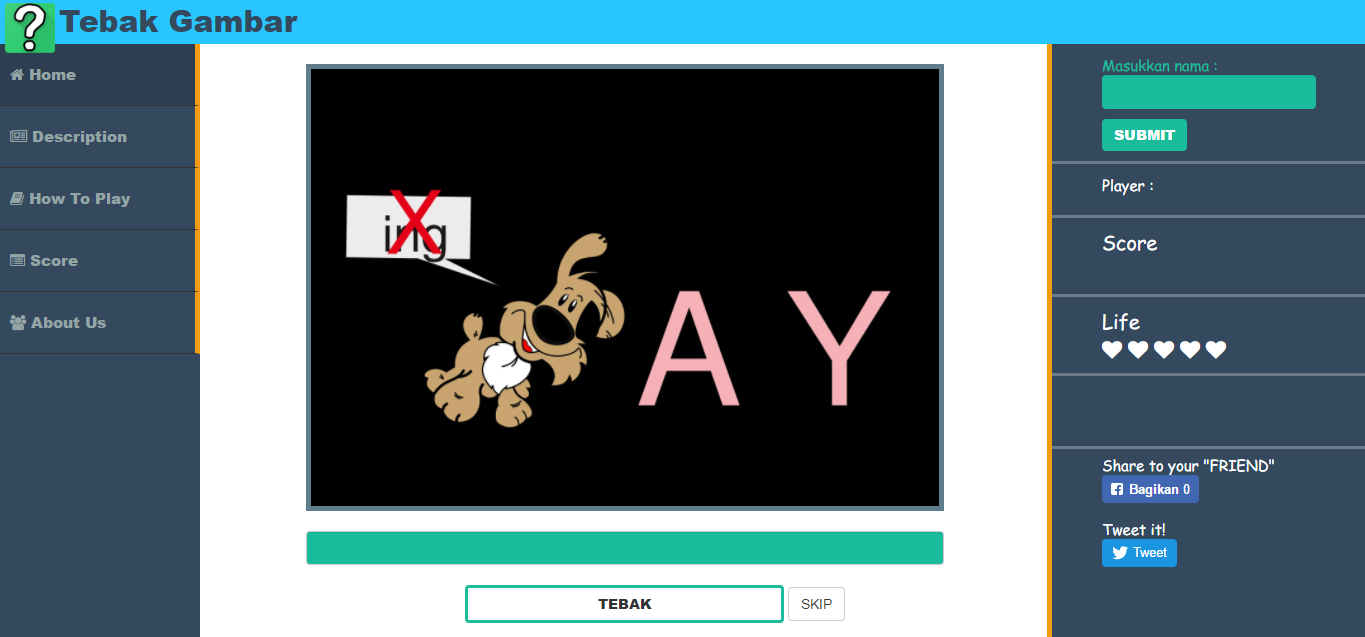 Tebak Gambar
Home
Description
How To Play
Score
About Us
ing
X
A Y
TEBAK
SKIP
Masukkan nama :
SUBMIT
Player :
Score
Life
Share to your "FRIEND"
Bagikan 0
Tweet it!
Tweet